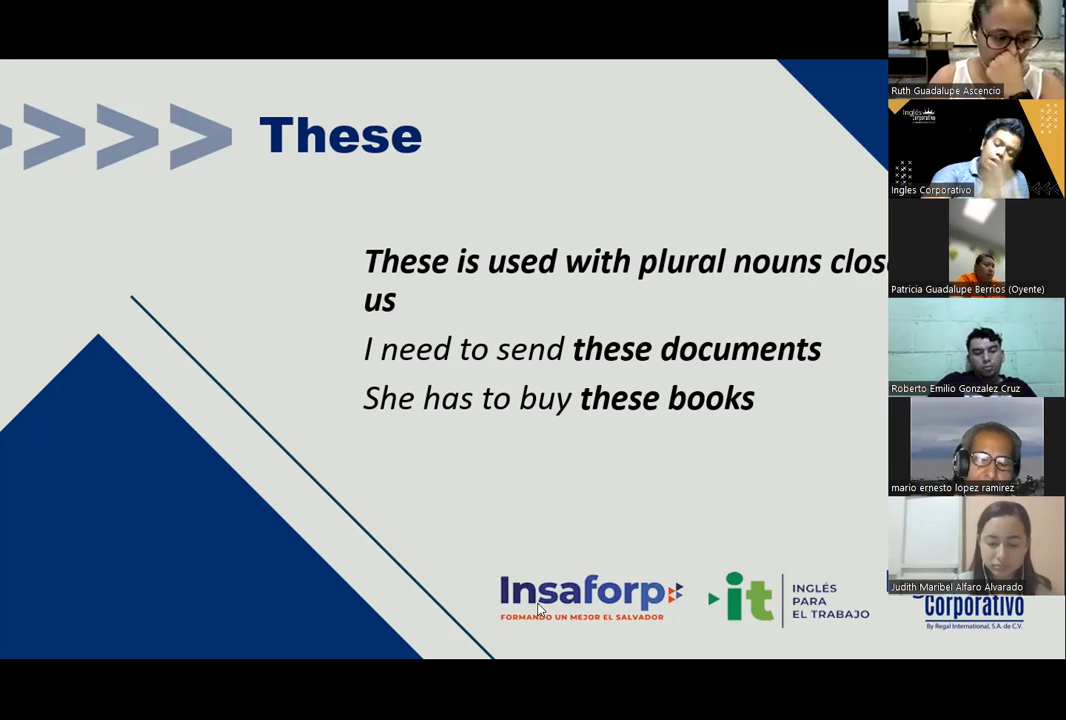 These
These is used with plural nouns clos
us
I need to send these documents
She has to buy these books
Insaforp
FORMANDO UN MEJOR EL SALVADOR
it
INGLÉS
PARA
EL TRABAJO
Corporativo
By Regal International, S.A. de C.V.
Ruth Guadalupe Ascencio
Inglés
Corporativo
Ingles Corporativo
Patricia Guadalupe Berrios (Oyente)
Roberto Emilio Gonzalez Cruz
mario ernesto lopez ramirez
Judith Maribel Alfaro Alvarado